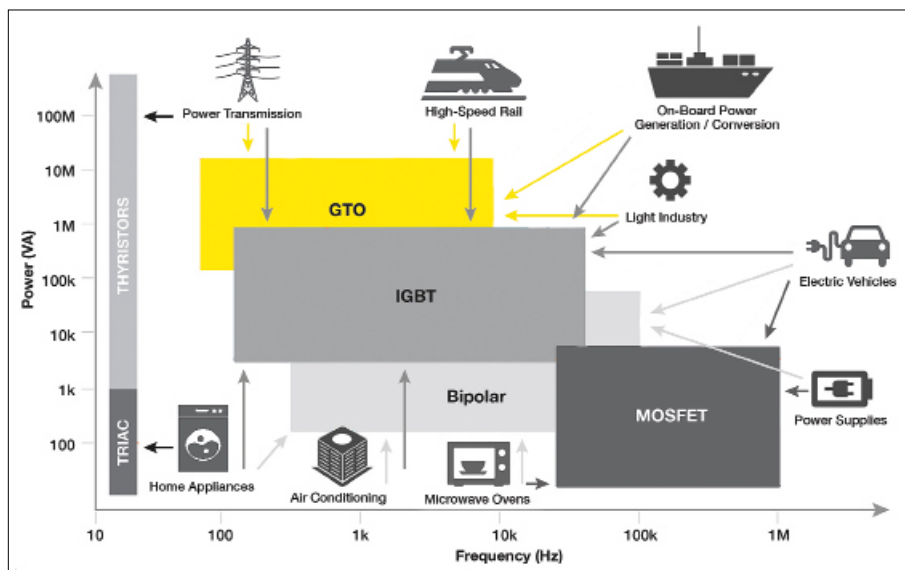 Power Transmission
High-Speed Rail
On-Board Power
Generation / Conversion
Light Industry
Electric Vehicles
Power Supplies
Power (VA)
100M
10M
1M
100k
10k
1k
100
THYRISTORS
TRIAC
GTO
IGBT
Bipolar
MOSFET
Home Appliances
Air Conditioning
Microwave Ovens
10
100
1k
10k
100k
1M
Frequency (Hz)